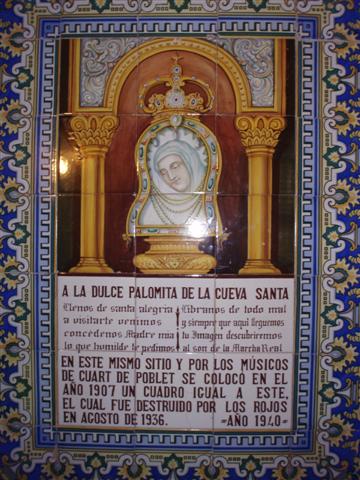 A LA DULCE PALOMITA DE LA CUEVA SANTA
Llenos de santa alegria
a visitarte venimos
concédenos Madre mia
lo que humilde te pedimos
Libranos de todo mal
y siempre que aqui lleguemos
tu Imagen descubriremos
al son de la Marcha Real
EN ESTE MISMO SITIO Y POR LOS MÚSICOS
DE CUART DE POBLET SE COLOCÓ EN EL
AÑO 1907 UN CUADRO IGUAL A ESTE,
EL CUAL FUE DESTRUIDO POR LOS ROJOS
EN AGOSTO DE 1936. =AÑO 1940=